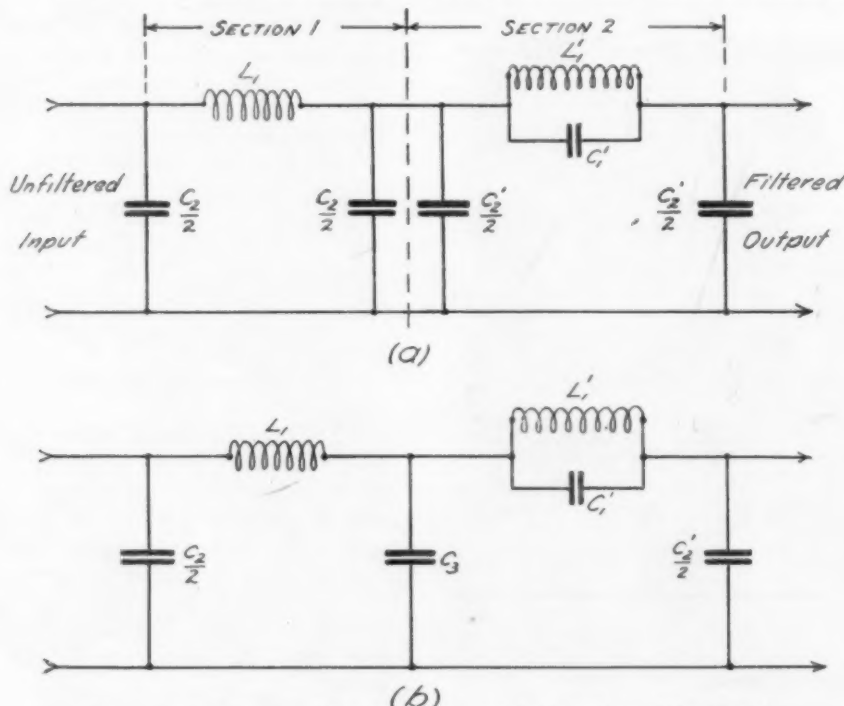 SECTION 1
SECTION 2
L₁
L₁'
C₁'
Unfiltered
Input
C₂/2
C₂/2
C₂'/2
C₂'/2
Filtered
Output
(a)
L₁
L₁'
C₁'
C₂/2
C₃
C₂'/2
(b)